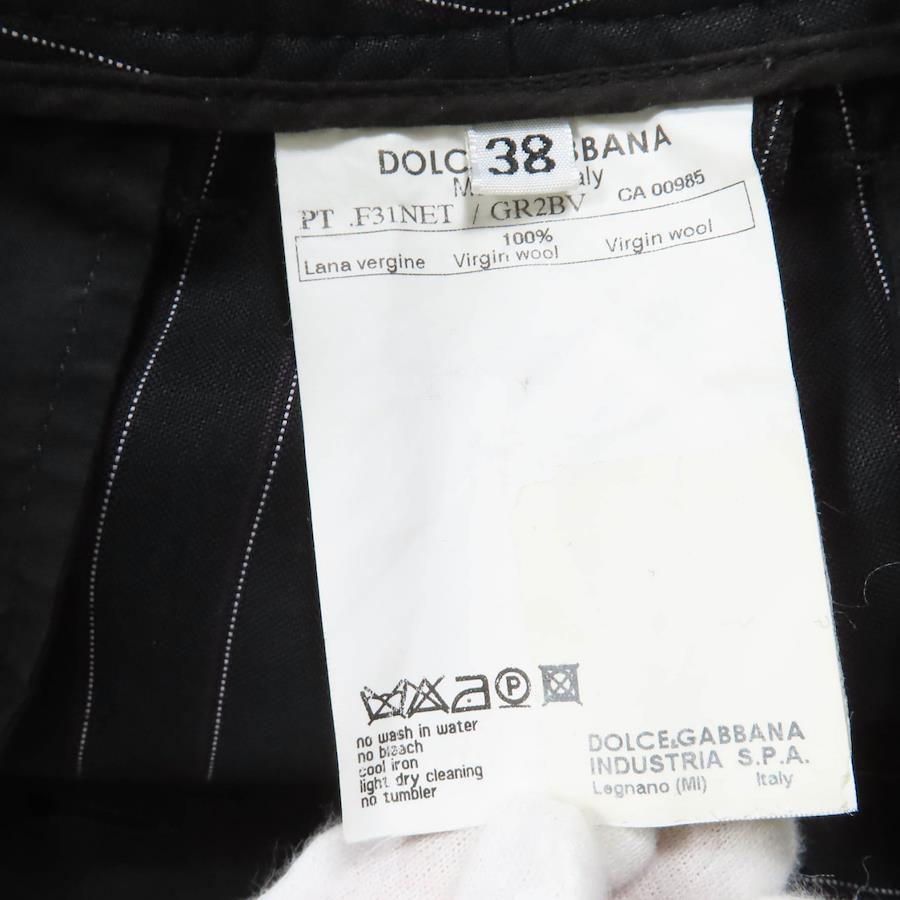 38
DOLC BBANA
M aly
PT .F31NET / GR2BV CA 00985
100%
Lana vergine Virgin wool Virgin wool
P
no wash in water
no bleach
cool iron
light dry cleaning
no tumbler
DOLCE&GABBANA
INDUSTRIA S.P.A.
Legnano (MI) Italy